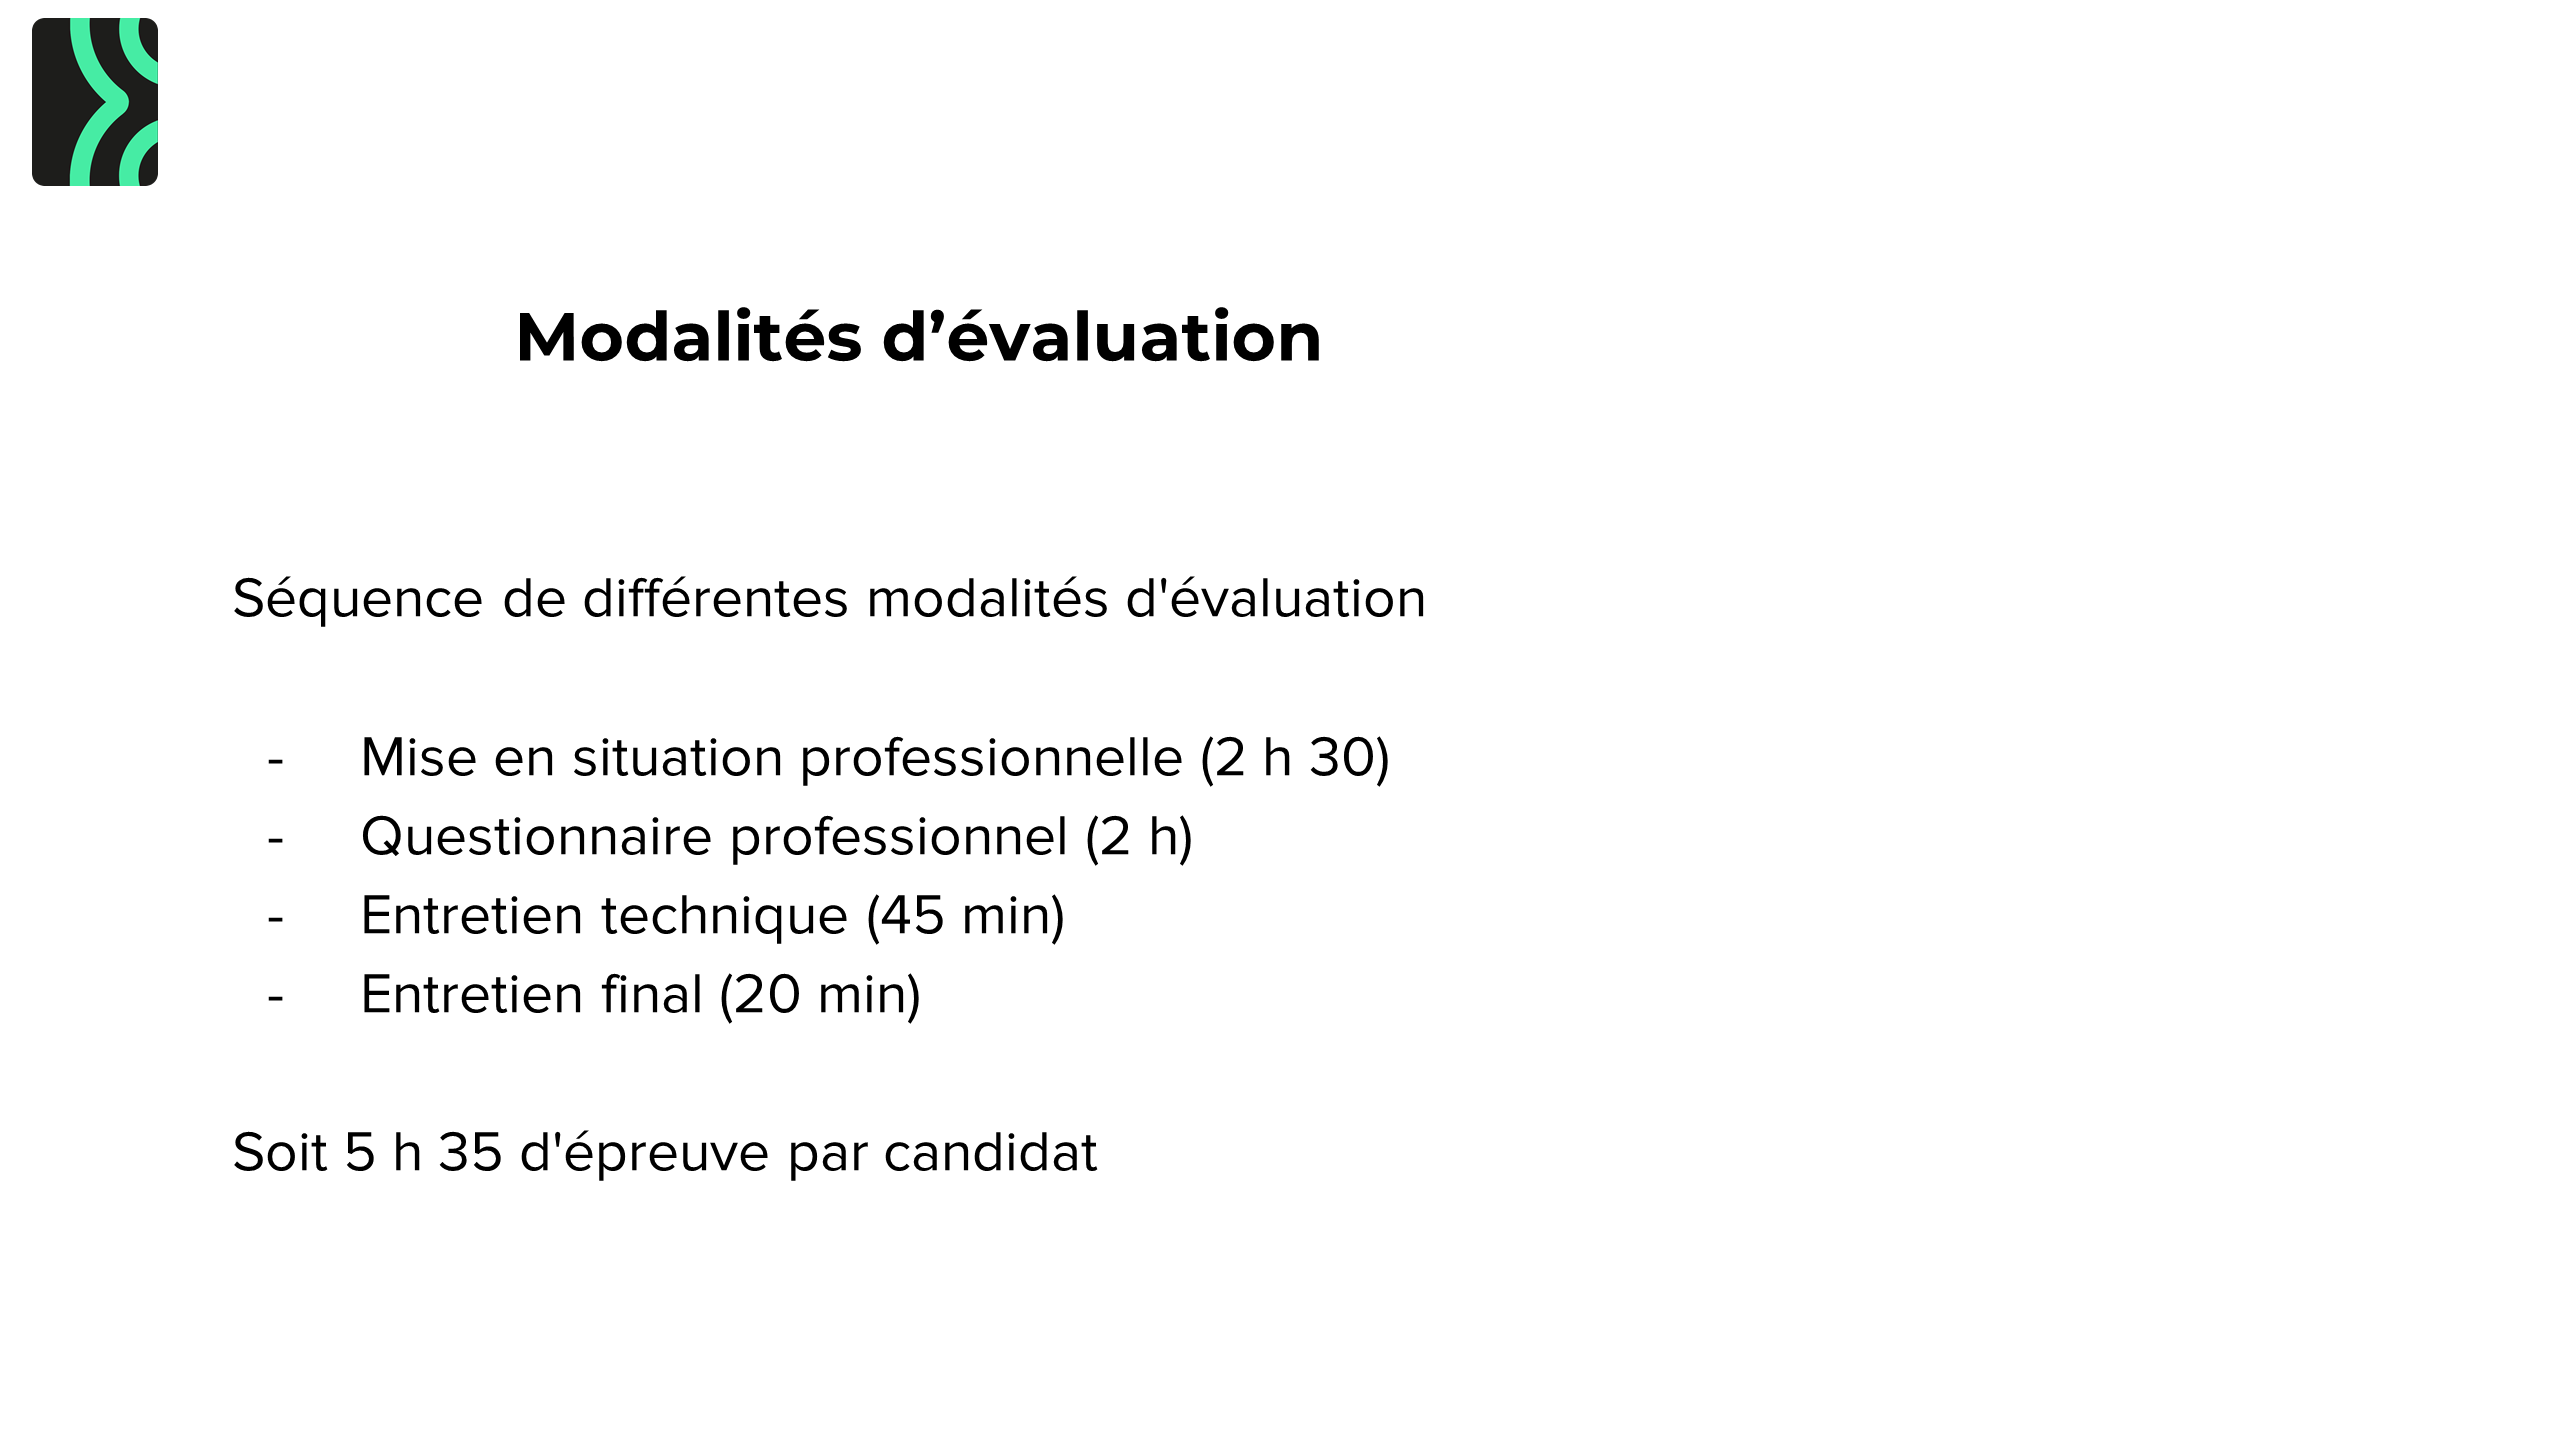 Modalités d’évaluation
Séquence de différentes modalités d'évaluation
- Mise en situation professionnelle (2 h 30)
- Questionnaire professionnel (2 h)
- Entretien technique (45 min)
- Entretien final (20 min)
Soit 5 h 35 d'épreuve par candidat